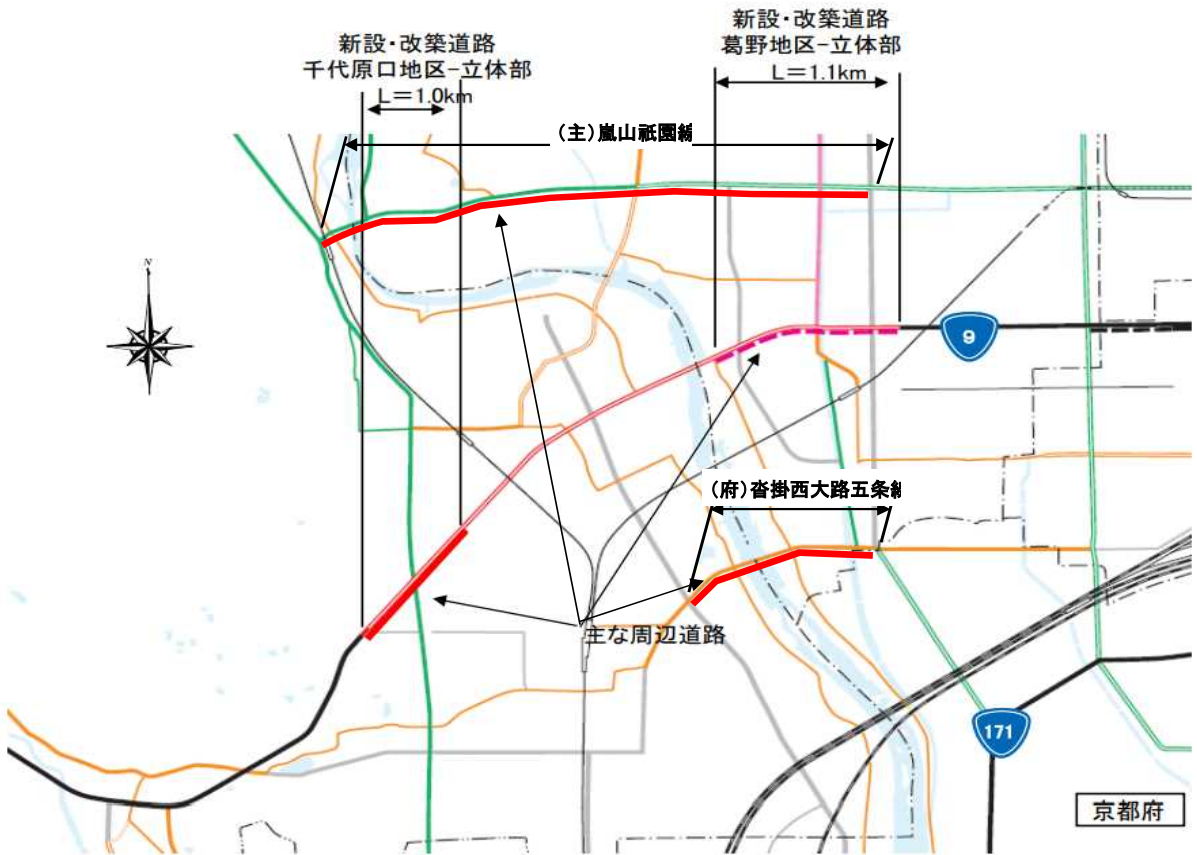 新設・改築道路
千代原口地区-立体部
L=1.0km
新設・改築道路
葛野地区-立体部
L=1.1km
(主)嵐山祇園線
N
9
(府)沓掛西大路五条線
主な周辺道路
171
京都府